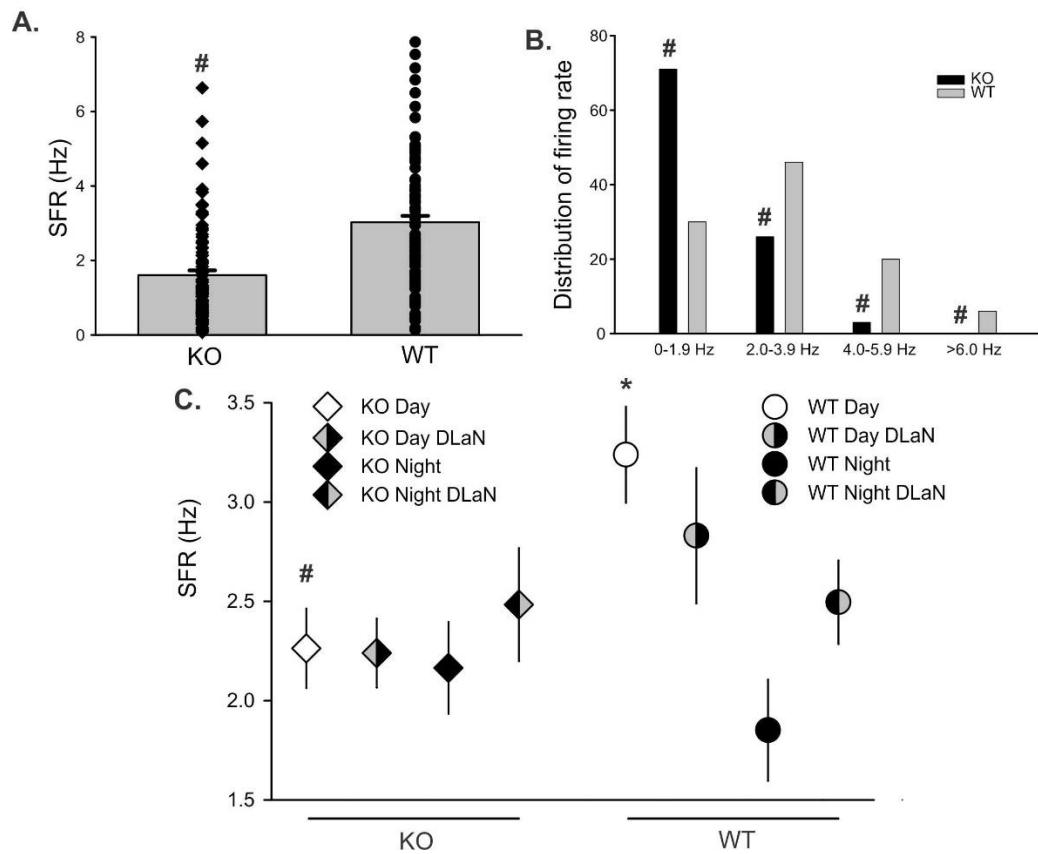 A.
8
6
4
2
0
SFR (Hz)
#
KO
WT
B.
80
60
40
20
0
Distribution of firing rate
#
#
#
#
KO
WT
0-1.9 Hz
2.0-3.9 Hz
4.0-5.9 Hz
>6.0 Hz
C.
3.5
3.0
2.5
2.0
1.5
SFR (Hz)
KO Day
KO Day DLaN
KO Night
KO Night DLaN
#
*
WT Day
WT Day DLaN
WT Night
WT Night DLaN
KO
WT